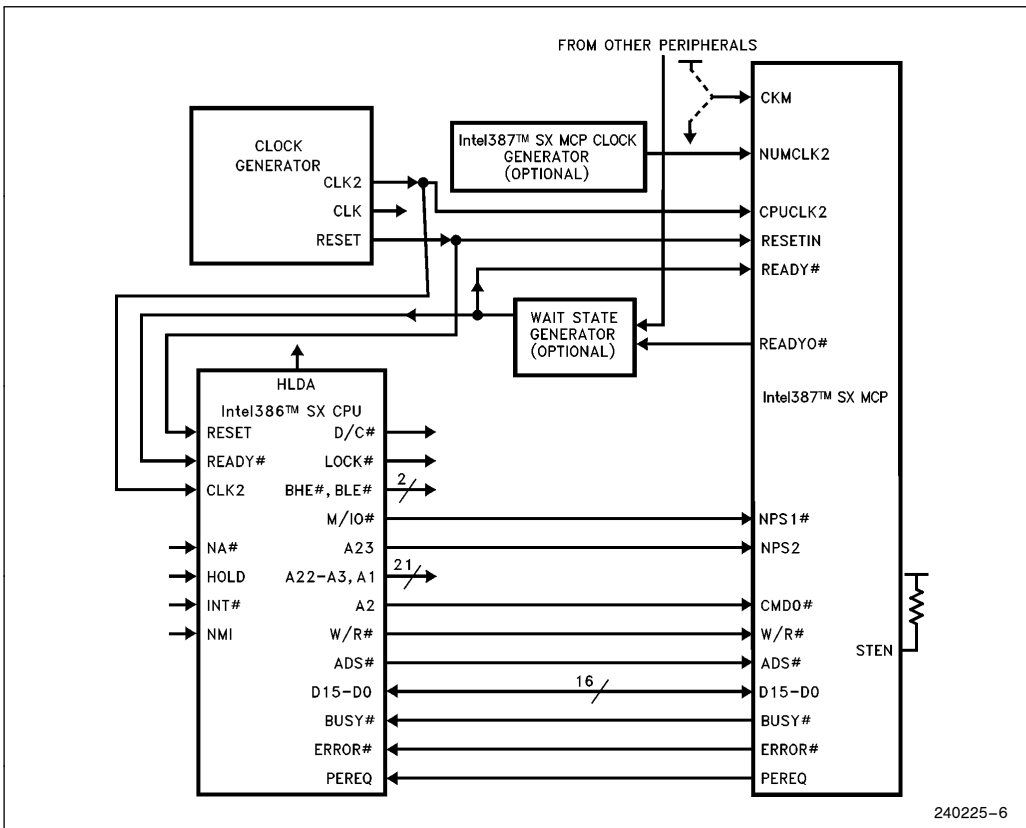 FROM OTHER PERIPHERALS
CKM
CLOCK
GENERATOR
Intel387™ SX MCP CLOCK
GENERATOR
(OPTIONAL)
NUMCLK2
CLK2
CLK
RESET
CPUCLK2
RESETIN
READY#
WAIT STATE
GENERATOR
(OPTIONAL)
READYO#
HLDA
Intel386™ SX CPU
Intel387™ SX MCP
RESET
D/C#
READY#
LOCK#
CLK2
BHE#, BLE#
2
M/IO#
NPS1#
NA#
A23
NPS2
HOLD
A22-A3, A1
21
INT#
A2
CMD0#
NMI
W/R#
W/R#
STEN
ADS#
ADS#
D15-D0
16
D15-D0
BUSY#
BUSY#
ERROR#
ERROR#
PEREQ
PEREQ
240225-6